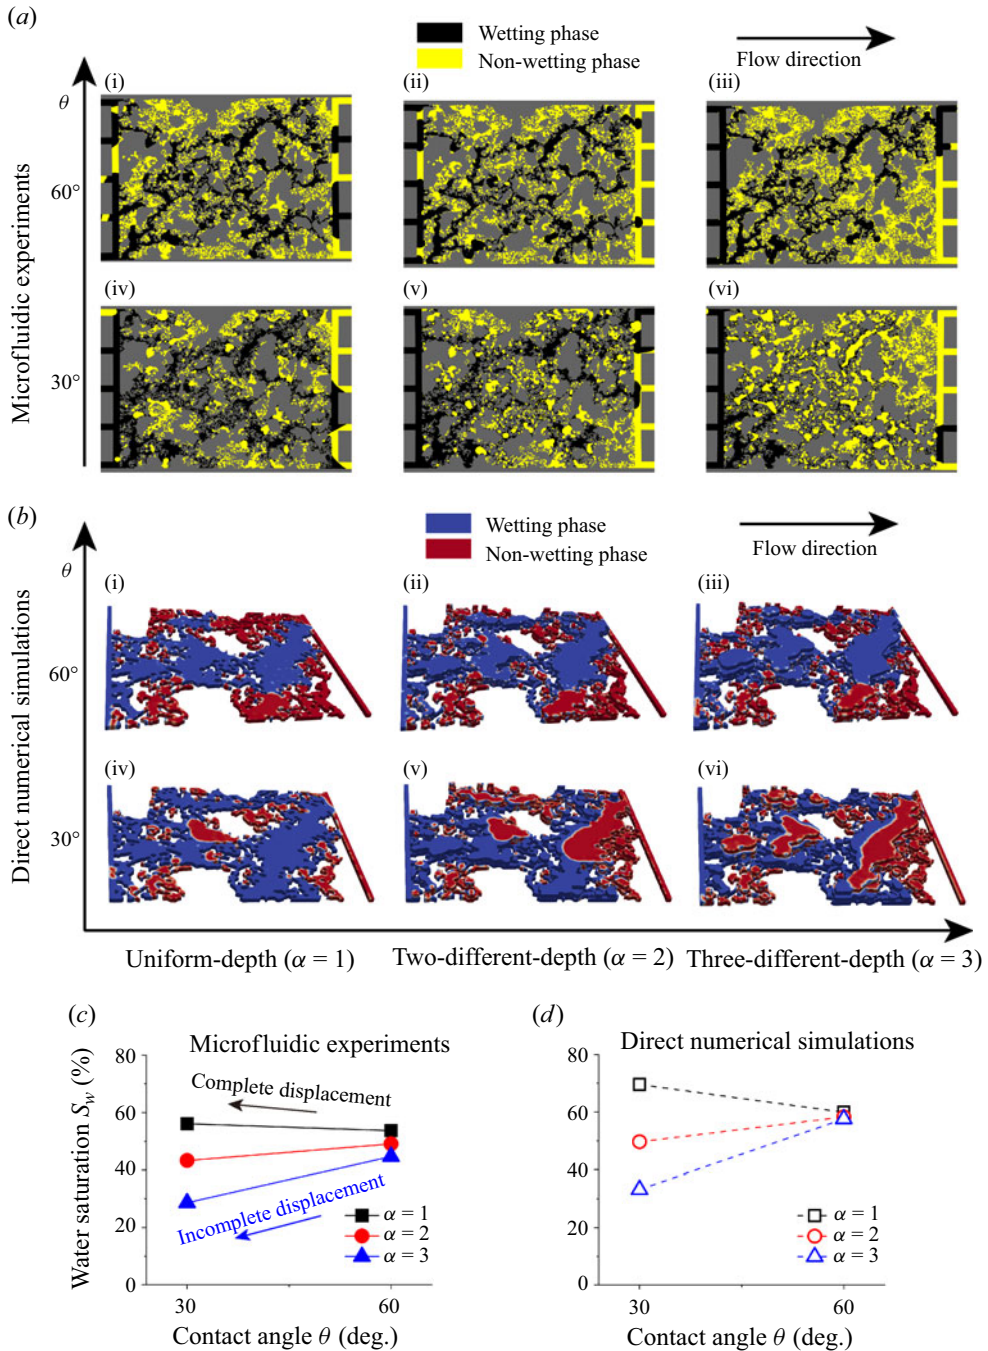 (a)
Wetting phase
Non-wetting phase
Flow direction
Microfluidic experiments
θ
60°
30°
(i)
(ii)
(iii)
(iv)
(v)
(vi)
(b)
Wetting phase
Non-wetting phase
Flow direction
Direct numerical simulations
θ
60°
30°
(i)
(ii)
(iii)
(iv)
(v)
(vi)
Uniform-depth (α = 1)
Two-different-depth (α = 2)
Three-different-depth (α = 3)
(c)
Microfluidic experiments
Water saturation S_w (%)
80
60
40
20
0
Complete displacement
Incomplete displacement
α = 1
α = 2
α = 3
30
60
Contact angle θ (deg.)
(d)
Direct numerical simulations
80
60
40
20
0
α = 1
α = 2
α = 3
30
60
Contact angle θ (deg.)